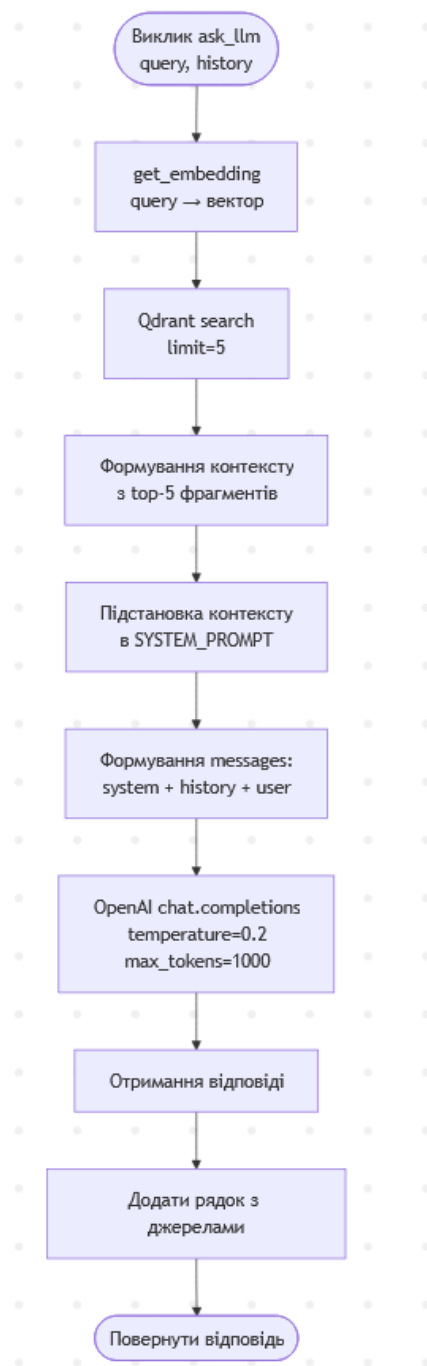 Виклик ask_llm
query, history
get_embedding
query → вектор
Qdrant search
limit=5
Формування контексту
з top-5 фрагментів
Підстановка контексту
в SYSTEM_PROMPT
Формування messages:
system + history + user
OpenAI chat.completions
temperature=0.2
max_tokens=1000
Отримання відповіді
Додати рядок з
джерелами
Повернути відповідь